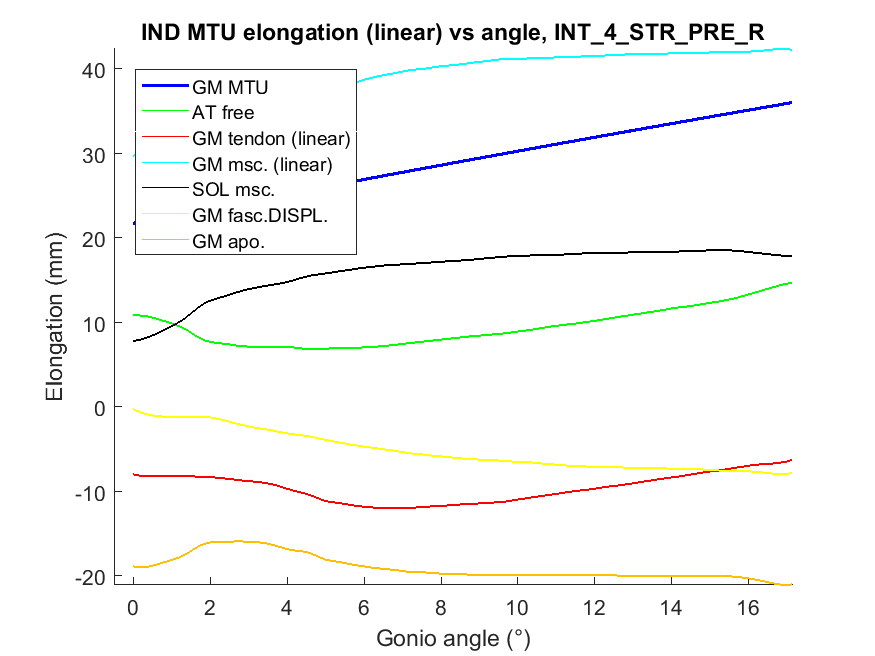 IND MTU elongation (linear) vs angle, INT_4_STR_PRE_R
40
30
20
10
0
-10
-20
Elongation (mm)
GM MTU
AT free
GM tendon (linear)
GM msc. (linear)
SOL msc.
GM fasc.DISPL.
GM apo.
0 2 4 6 8 10 12 14 16
Gonio angle (°)